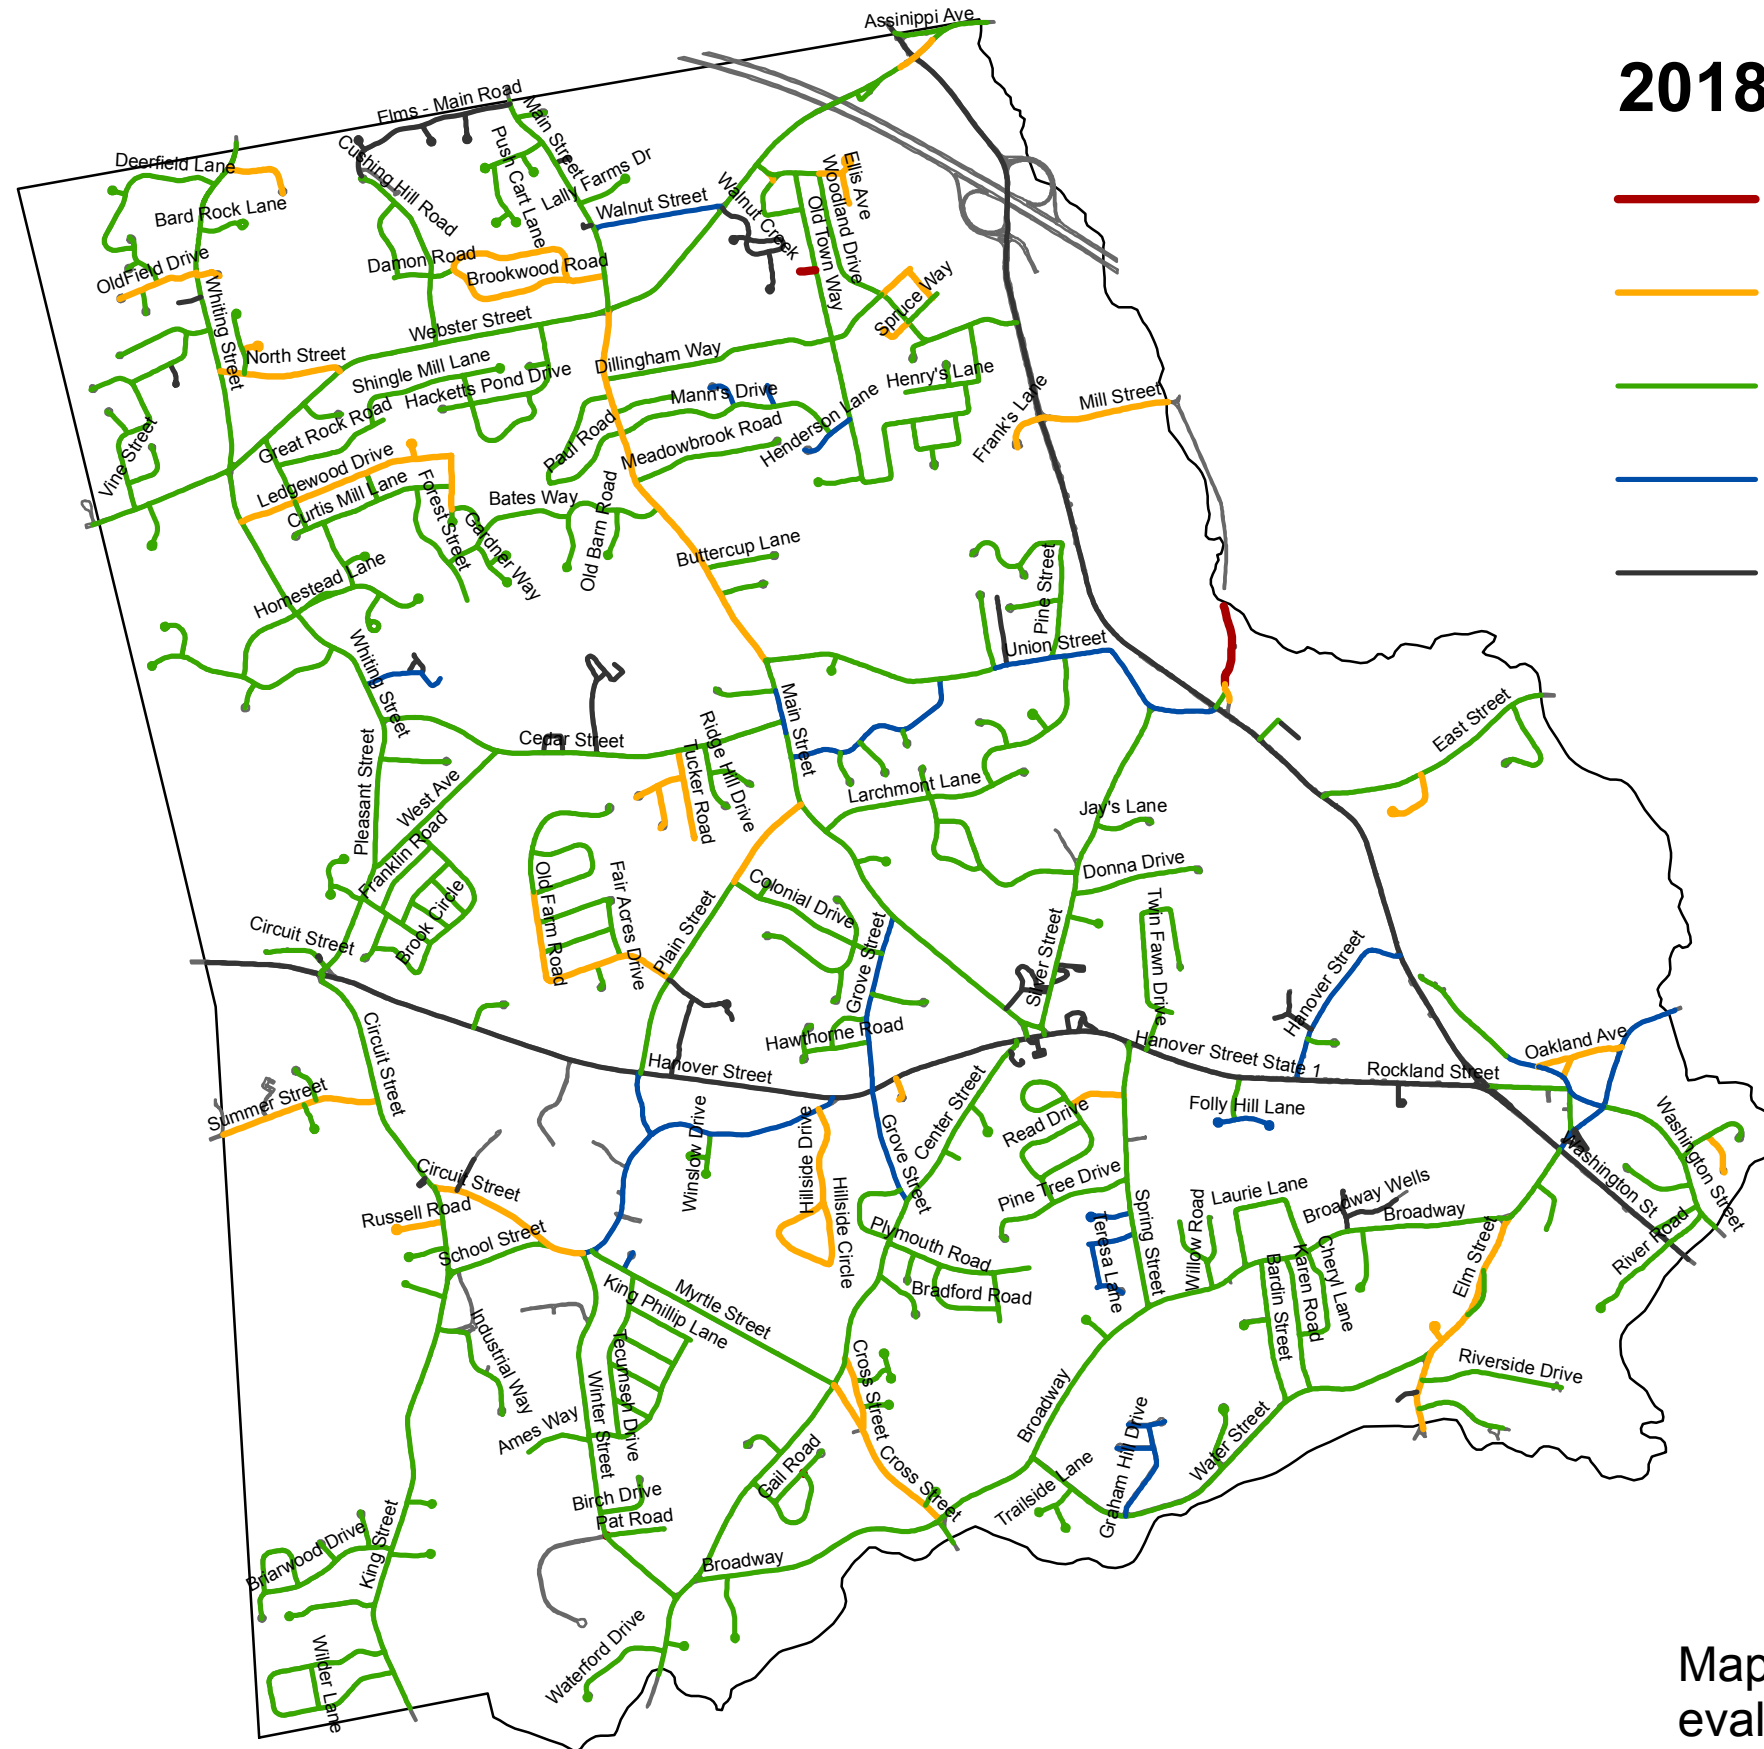 Assinippi Ave
2018
Elms - Main Road
Main Street
Push Cart Lane
Cushing Hill Road
Lally Farms Dr
Deerfield Lane
Bard Rock Lane
Walnut Street
Walnut Creek
Ellis Ave
Woodland Drive
Old Town Way
OldField Drive
Damon Road
Brookwood Road
Spruce Way
Whiting Street
Webster Street
North Street
Shingle Mill Lane
Hacketts Pond Drive
Dillingham Way
Mann's Drive
Henry's Lane
Mill Street
Frank's Lane
Great Rock Road
Paul Road
Meadowbrook Road
Henderson Lane
Vine Street
Ledgewood Drive
Curtis Mill Lane
Forest Street
Bates Way
Gardner Way
Old Barn Road
Buttercup Lane
Homestead Lane
Pine Street
Union Street
Whiting Street
Main Street
East Street
Cedar Street
Ridge Hill Drive
Tucker Road
Pleasant Street
West Ave
Larchmont Lane
Jay's Lane
Franklin Road
Donna Drive
Brook Circle
Old Farm Road
Fair Acres Drive
Plain Street
Colonial Drive
Grove Street
Silver Street
Twin Fawn Drive
Hanover Street
Circuit Street
Circuit Street
Hawthorne Road
Hanover Street
Hanover Street State 1
Rockland Street
Oakland Ave
Summer Street
Winslow Drive
Hillside Drive
Grove Street
Center Street
Read Drive
Folly Hill Lane
Washington Street
Washington St
Circuit Street
Russell Road
School Street
Hillside Circle
Pine Tree Drive
Spring Street
Teresa Lane
Willow Road
Laurie Lane
Broadway Wells
Broadway
River Road
Plymouth Road
Bradford Road
Bardin Street
Karen Road
Cheryl Lane
Elm Street
Myrtle Street
King Phillip Lane
Industrial Way
Tecumseh Drive
Winter Street
Ames Way
Cross Street
Cross Street
Riverside Drive
Broadway
Gail Road
Graham Hill Drive
Water Street
Trailside Lane
Birch Drive
Pat Road
King Street
Briarwood Drive
Broadway
Waterford Drive
Wilder Lane
Map
eval